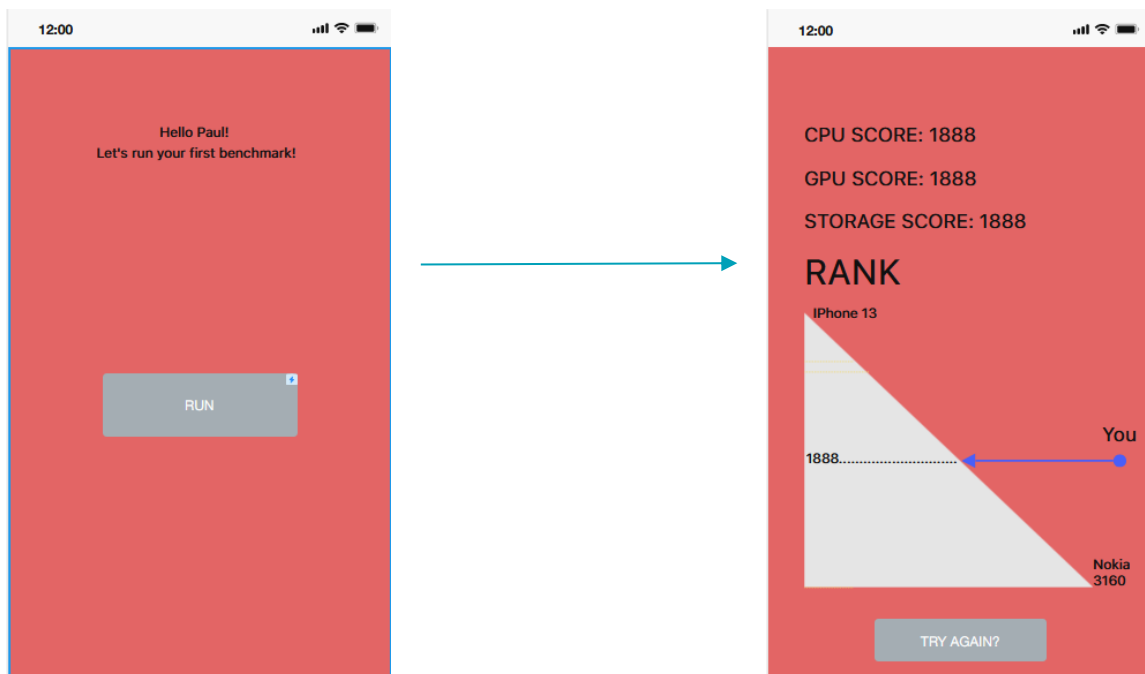 12:00
Hello Paul!
Let's run your first benchmark!
RUN
12:00
CPU SCORE: 1888
GPU SCORE: 1888
STORAGE SCORE: 1888
RANK
IPhone 13
You
1888.............................
Nokia
3160
TRY AGAIN?